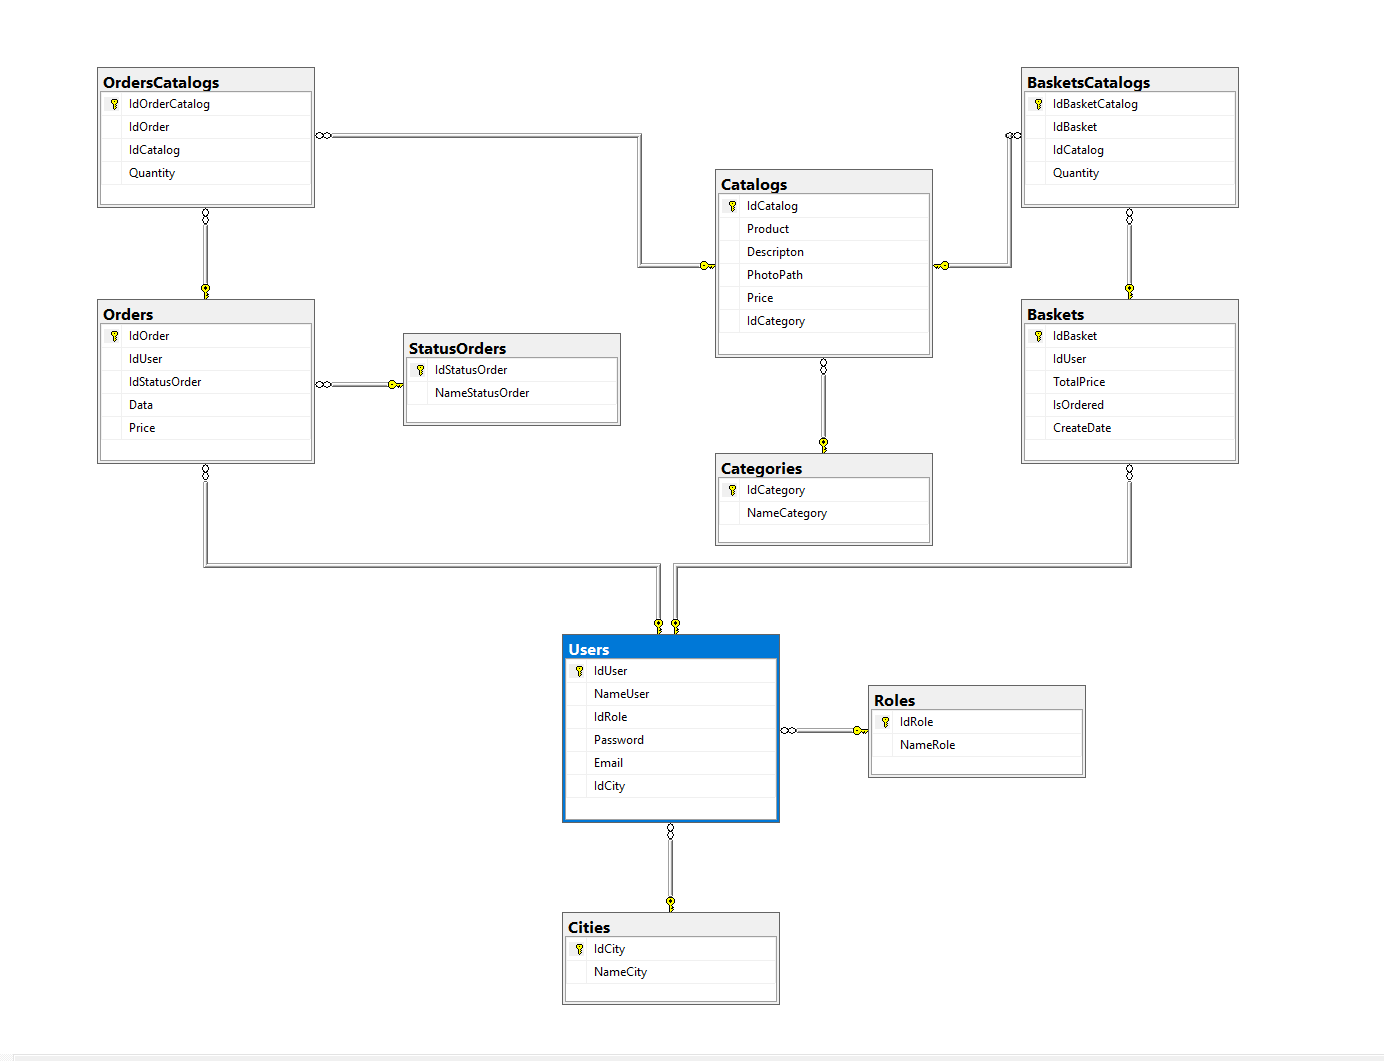 OrdersCatalogs
IdOrderCatalog
IdOrder
IdCatalog
Quantity
BasketsCatalogs
IdBasketCatalog
IdBasket
IdCatalog
Quantity
Catalogs
IdCatalog
Product
Descripton
PhotoPath
Price
IdCategory
Orders
IdOrder
IdUser
IdStatusOrder
Data
Price
StatusOrders
IdStatusOrder
NameStatusOrder
Baskets
IdBasket
IdUser
TotalPrice
IsOrdered
CreateDate
Categories
IdCategory
NameCategory
Users
IdUser
NameUser
IdRole
Password
Email
IdCity
Roles
IdRole
NameRole
Cities
IdCity
NameCity